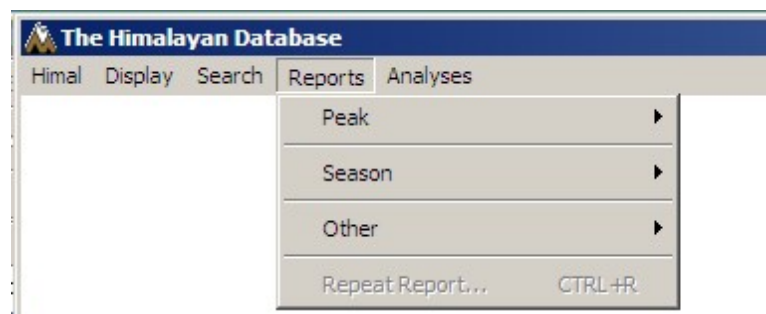 The Himalayan Database
Himal Display Search Reports Analyses
Peak
Season
Other
Repeat Report... CTRL+R